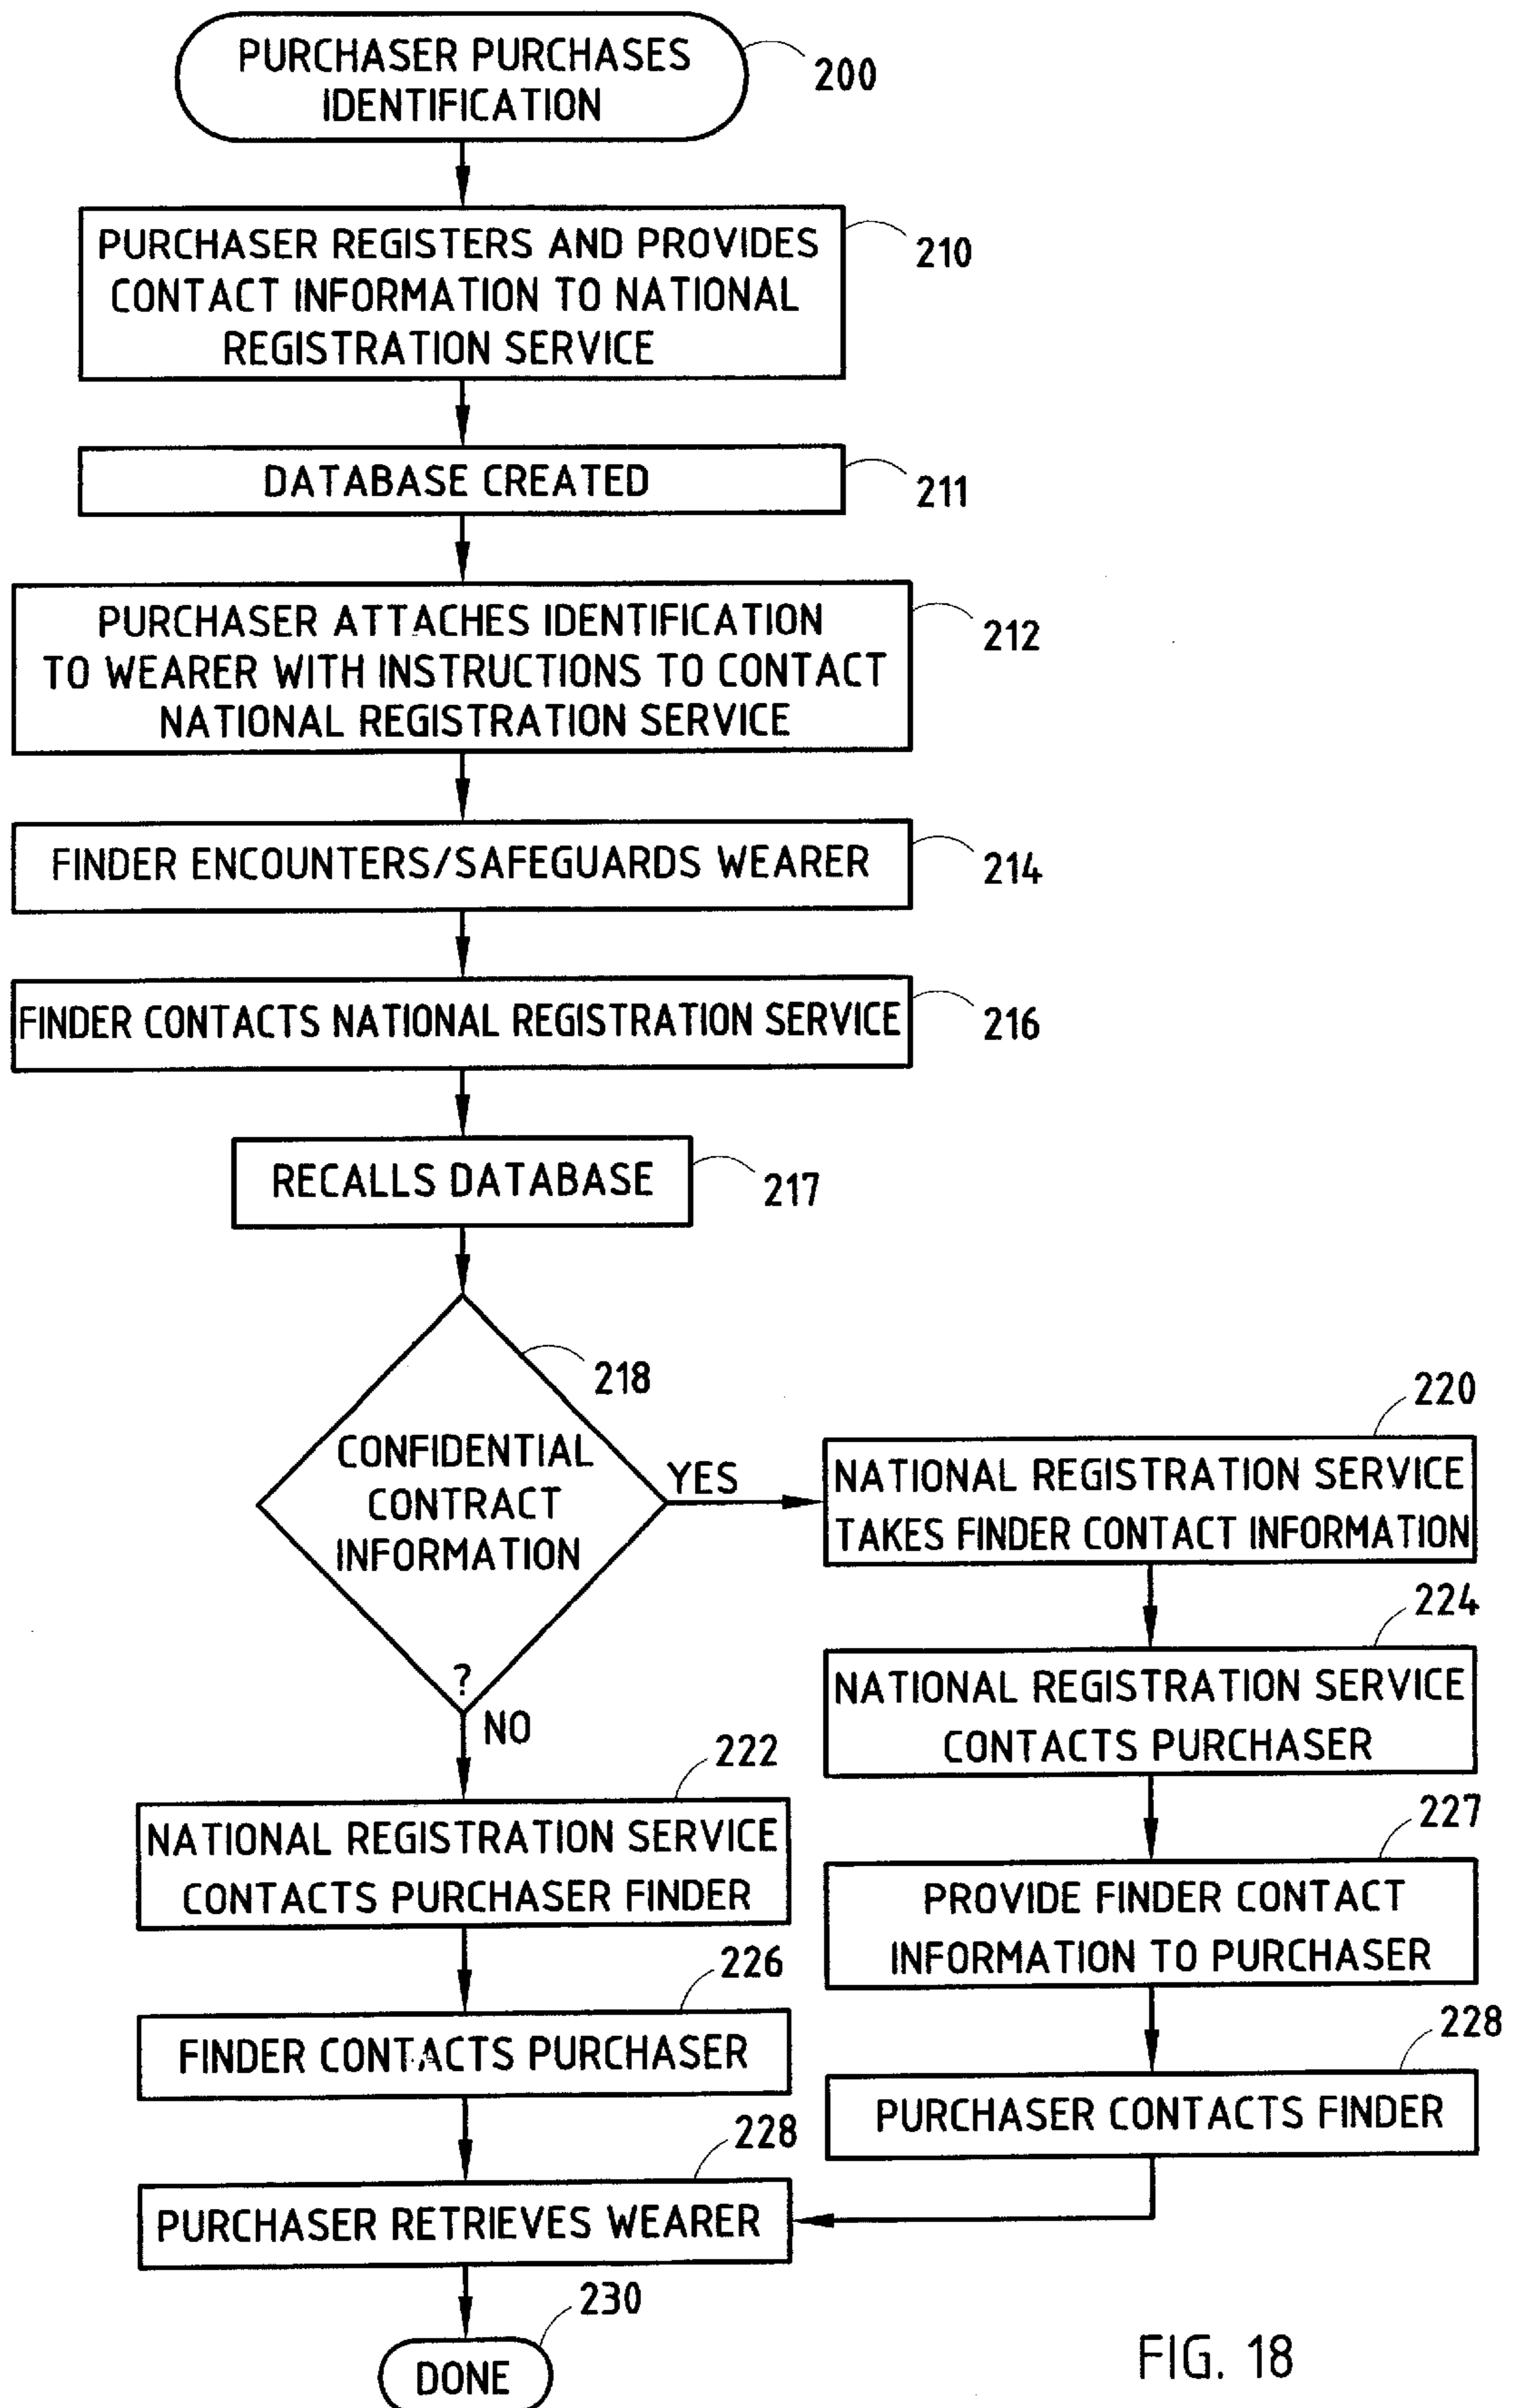 PURCHASER PURCHASES
IDENTIFICATION
200
PURCHASER REGISTERS AND PROVIDES
CONTACT INFORMATION TO NATIONAL
REGISTRATION SERVICE
210
DATABASE CREATED
211
PURCHASER ATTACHES IDENTIFICATION
TO WEARER WITH INSTRUCTIONS TO CONTACT
NATIONAL REGISTRATION SERVICE
212
FINDER ENCOUNTERS/SAFEGUARDS WEARER
214
FINDER CONTACTS NATIONAL REGISTRATION SERVICE
216
RECALLS DATABASE
217
218
CONFIDENTIAL
CONTRACT
INFORMATION
?
YES
220
NATIONAL REGISTRATION SERVICE
TAKES FINDER CONTACT INFORMATION
224
NATIONAL REGISTRATION SERVICE
CONTACTS PURCHASER
227
PROVIDE FINDER CONTACT
INFORMATION TO PURCHASER
228
PURCHASER CONTACTS FINDER
NO
222
NATIONAL REGISTRATION SERVICE
CONTACTS PURCHASER FINDER
226
FINDER CONTACTS PURCHASER
228
PURCHASER RETRIEVES WEARER
230
DONE
FIG. 18